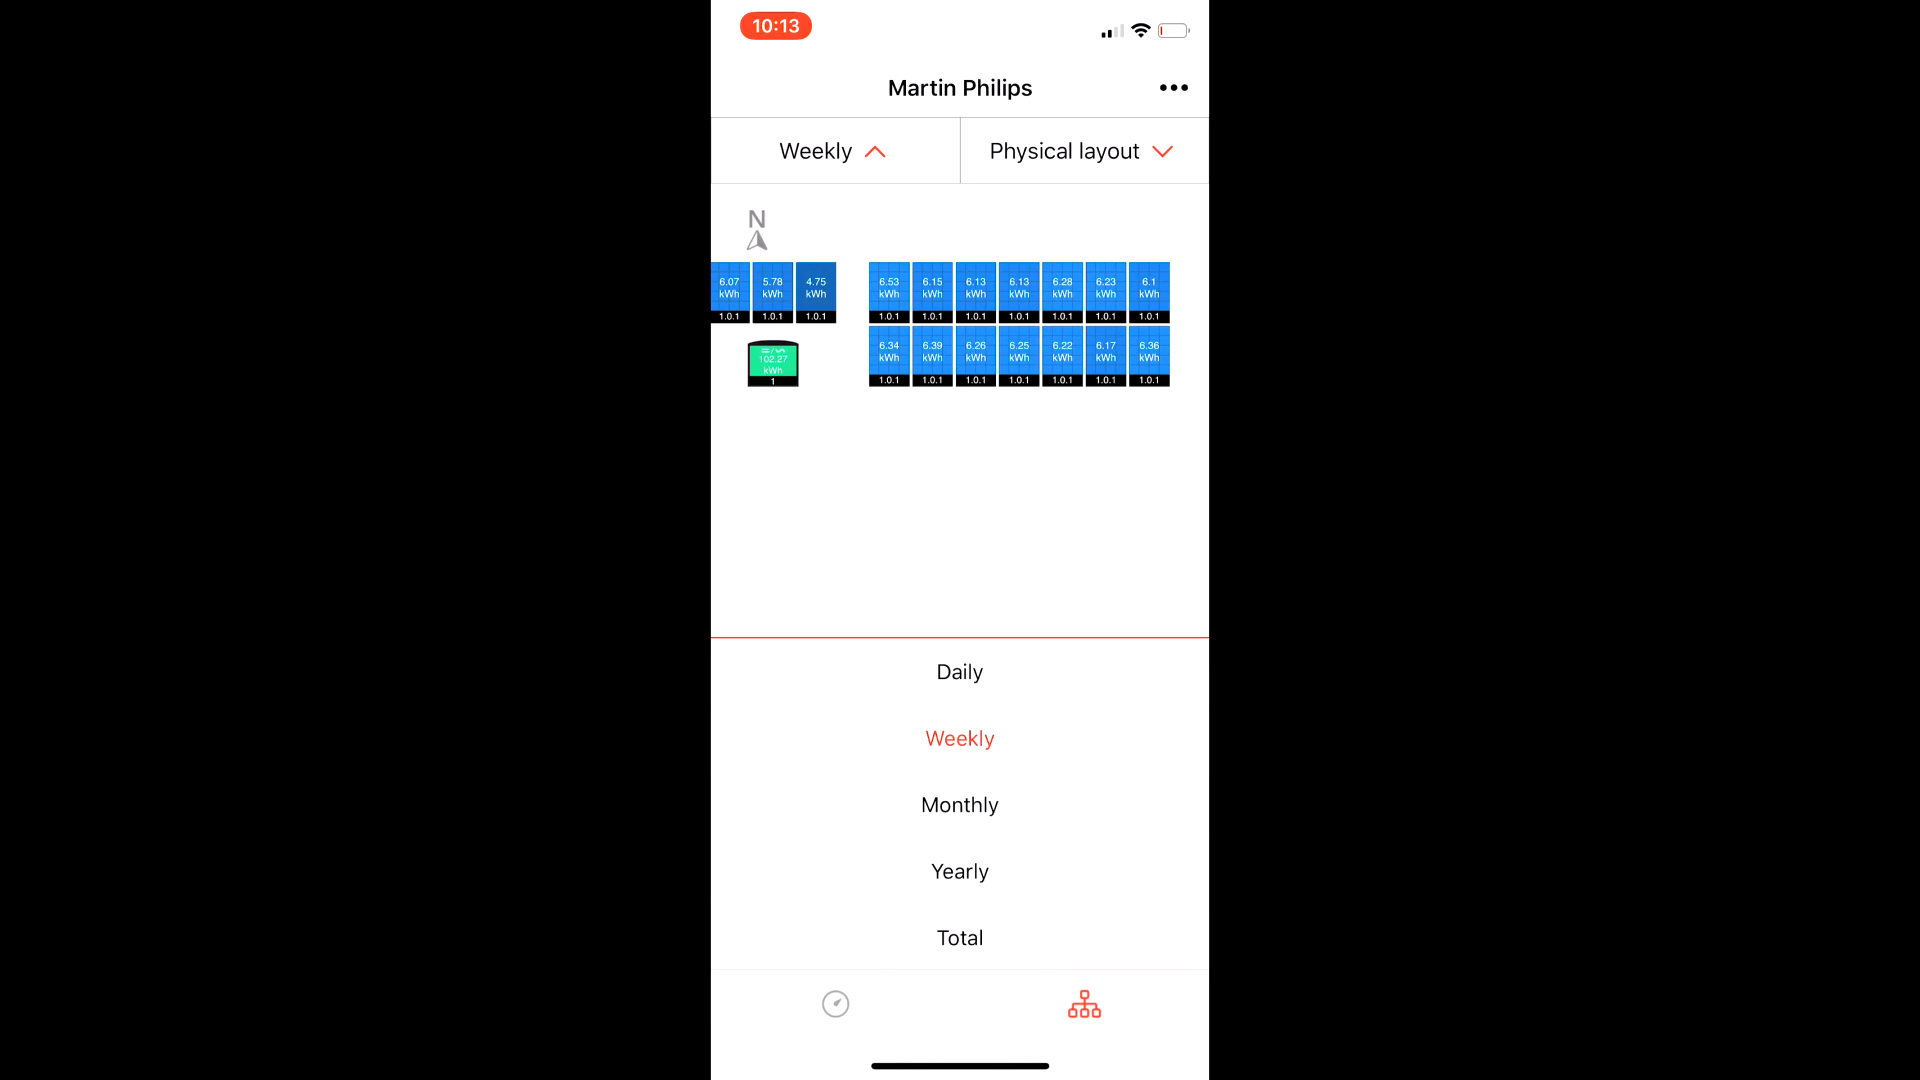 10:13
Martin Philips
Weekly
Physical layout
N
6.07 kWh 5.78 kWh 4.75 kWh 6.53 kWh 6.15 kWh 6.13 kWh 6.13 kWh 6.28 kWh 6.23 kWh 6.1 kWh
1.0.1 1.0.1 1.0.1 1.0.1 1.0.1 1.0.1 1.0.1 1.0.1 1.0.1 1.0.1
102.27 kWh
1
6.34 kWh 6.39 kWh 6.26 kWh 6.25 kWh 6.22 kWh 6.17 kWh 6.36 kWh
1.0.1 1.0.1 1.0.1 1.0.1 1.0.1 1.0.1 1.0.1
Daily
Weekly
Monthly
Yearly
Total